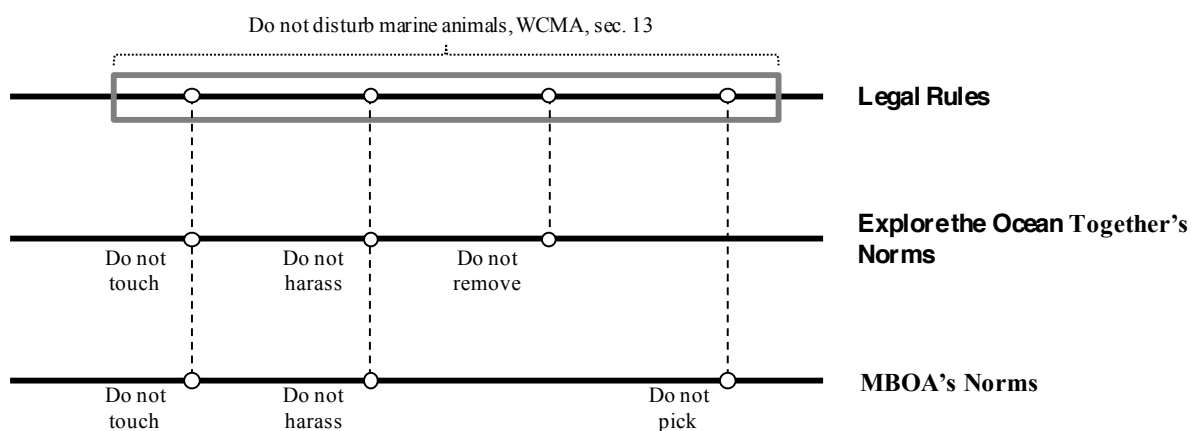 Do not disturb marine animals, WCMA, sec. 13
Legal Rules
Explore the Ocean Together's
Norms
Do not
touch
Do not
harass
Do not
remove
MBOA's Norms
Do not
touch
Do not
harass
Do not
pick